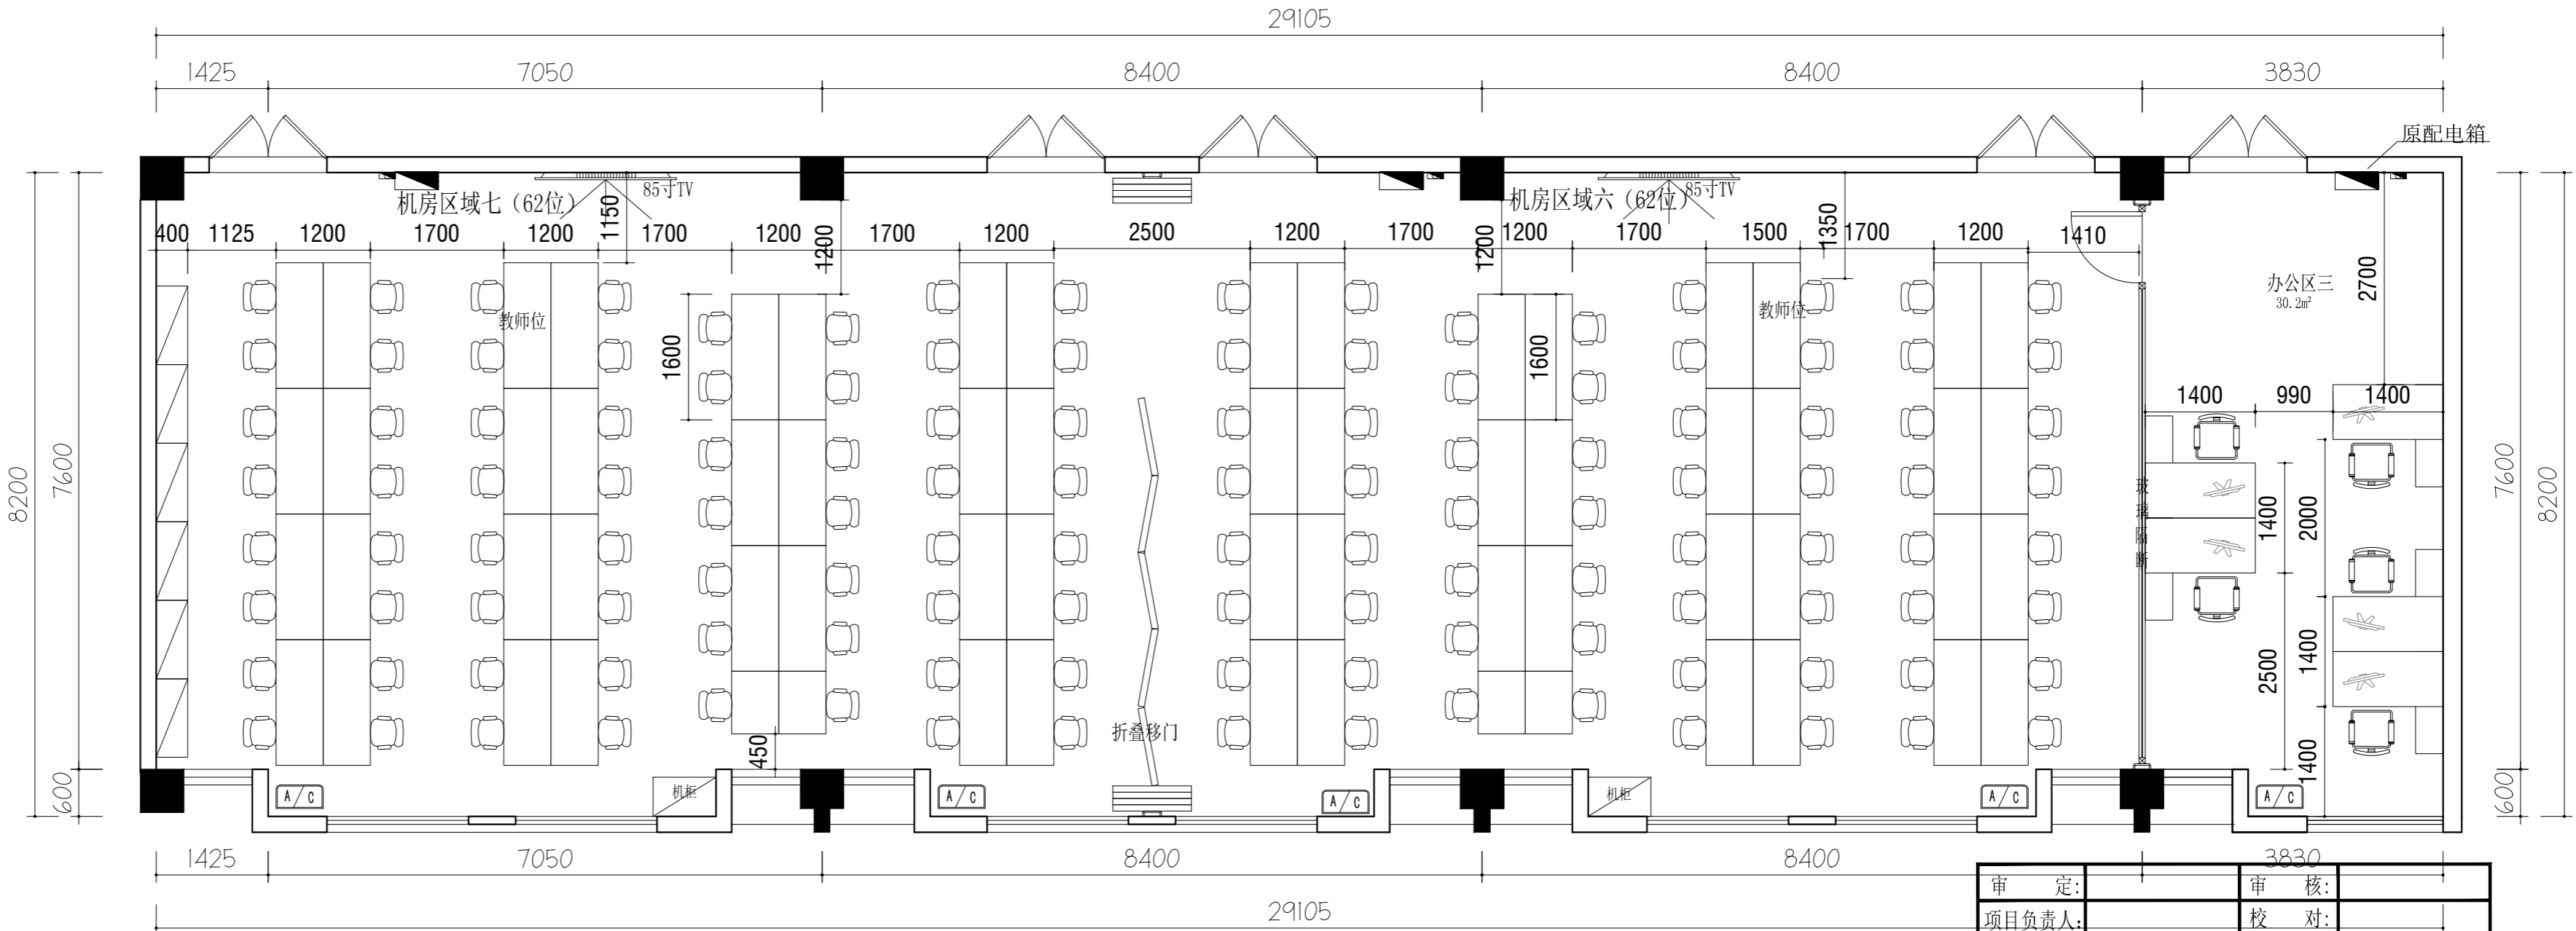 29105
1425 7050 8400 8400 3830
原配电箱
85寸TV 85寸TV
机房区域七（62位） 机房区域六（62位）
400 1125 1200 1700 1200 1150 1700 1200 1200 1700 1200 2500 1200 1700 1200 1200 1700 1500 1350 1700 1200 1410
办公区三
30.2㎡
2700
教师位 教师位
1600 1600
1400 990 1400
8200 7600 7600 8200
玻璃隔断
1400 2000
1400
2500
折叠移门
450
1400
600 600
机柜 机柜
A/C A/C A/C A/C A/C
1425 7050 8400 8400 3830
审 定: 审 核:
29105
项目负责人: 校 对: